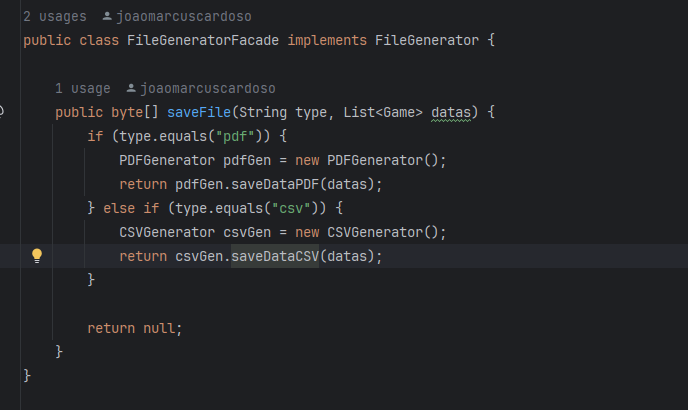 2 usages joaomarcuscardoso
public class FileGeneratorFacade implements FileGenerator {
1 usage joaomarcuscardoso
public byte[] saveFile(String type, List<Game> datas) {
if (type.equals("pdf")) {
PDFGenerator pdfGen = new PDFGenerator();
return pdfGen.saveDataPDF(datas);
} else if (type.equals("csv")) {
CSVGenerator csvGen = new CSVGenerator();
return csvGen.saveDataCSV(datas);
}
return null;
}
}